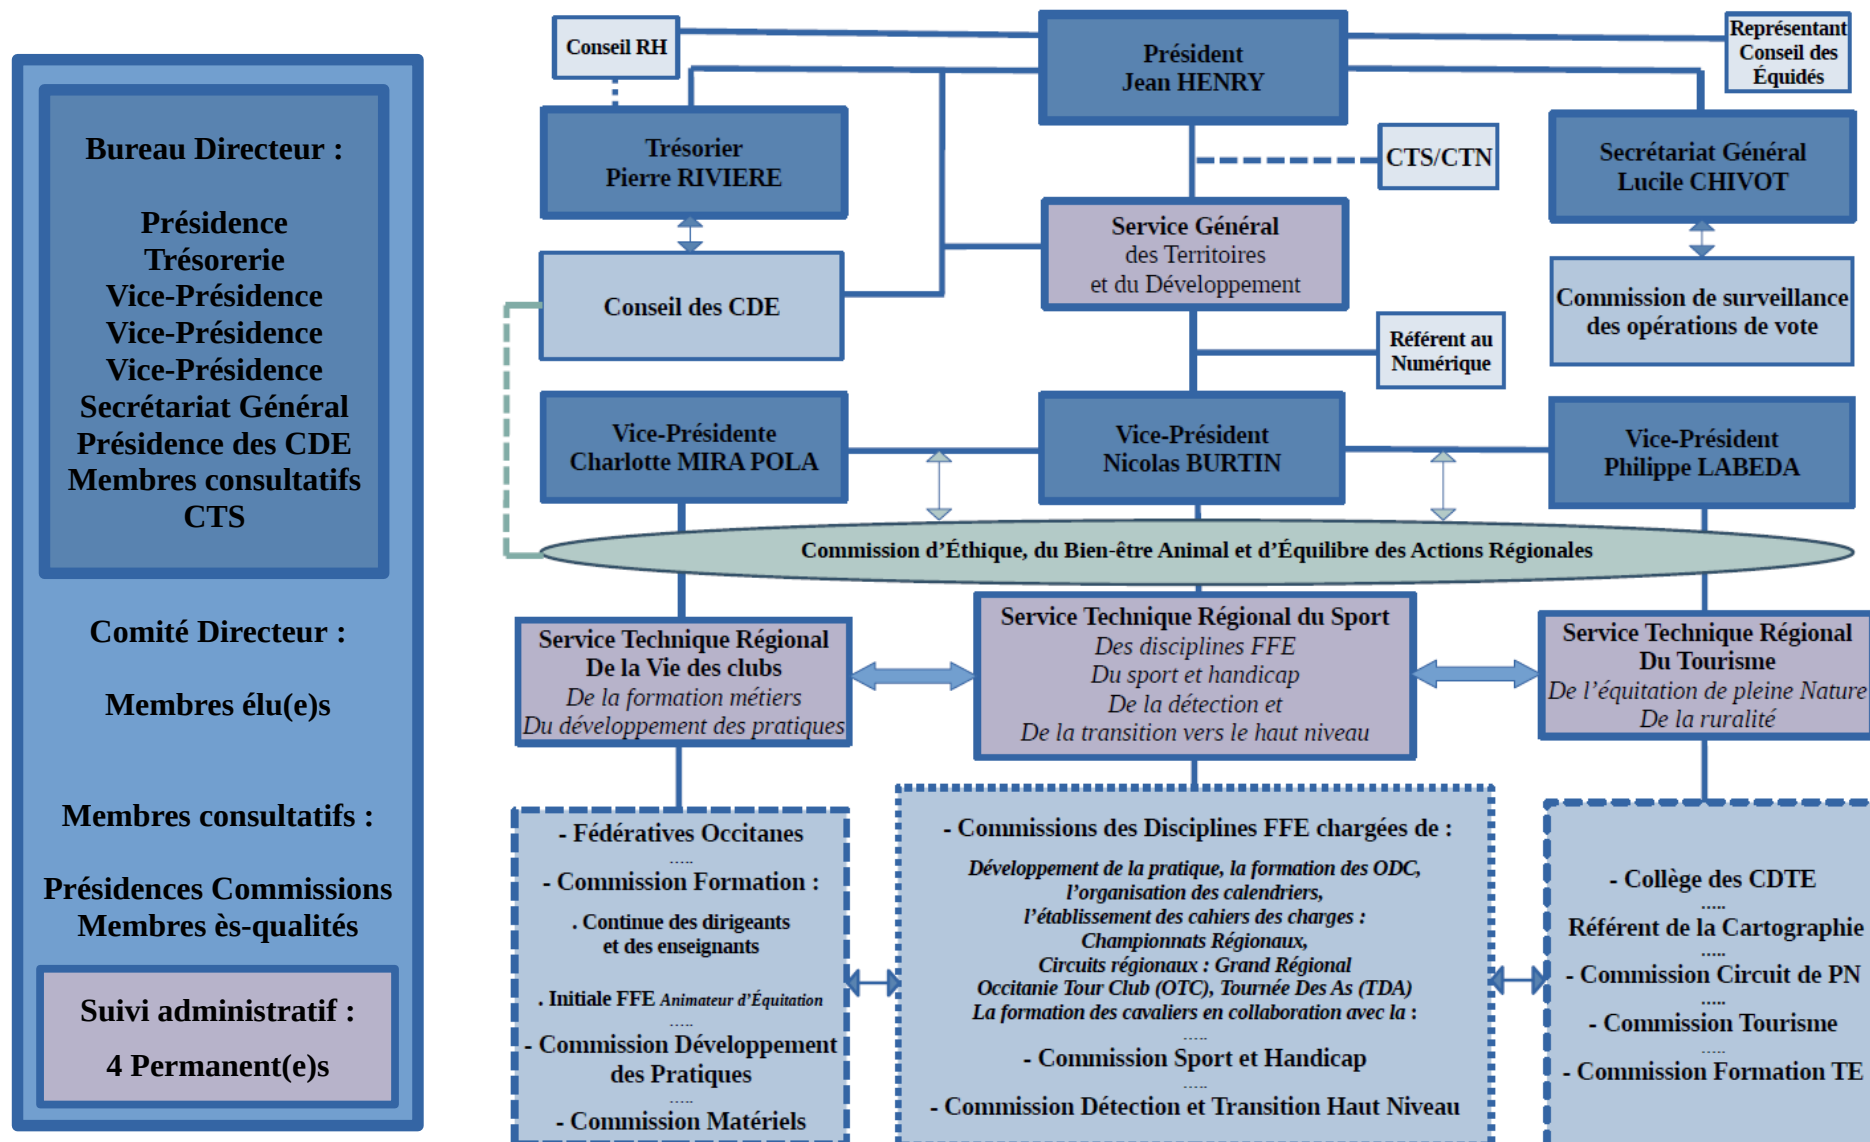 Bureau Directeur :
Présidence
Trésorerie
Vice-Présidence
Vice-Présidence
Vice-Présidence
Secrétariat Général
Présidence des CDE
Membres consultatifs
CTS
Comité Directeur :
Membres élu(e)s
Membres consultatifs :
Présidences Commissions
Membres ès-qualités
Suivi administratif :
4 Permanent(e)s
Conseil RH
Président
Jean HENRY
Représentant
Conseil des
Équidés
Trésorier
Pierre RIVIERE
CTS/CTN
Secrétariat Général
Lucile CHIVOT
Service Général
des Territoires
et du Développement
Conseil des CDE
Commission de surveillance
des opérations de vote
Référent au
Numérique
Vice-Présidente
Charlotte MIRA POLA
Vice-Président
Nicolas BURTIN
Vice-Président
Philippe LABEDA
Commission d’Éthique, du Bien-être Animal et d’Équilibre des Actions Régionales
Service Technique Régional
De la Vie des clubs
De la formation métiers
Du développement des pratiques
Service Technique Régional du Sport
Des disciplines FFE
Du sport et handicap
De la détection et
De la transition vers le haut niveau
Service Technique Régional
Du Tourisme
De l’équitation de pleine Nature
De la ruralité
- Fédératives Occitanes
.....
- Commission Formation :
. Continue des dirigeants
et des enseignants
. Initiale FFE Animateur d’Équitation
.....
- Commission Développement
des Pratiques
.....
- Commission Matériels
- Commissions des Disciplines FFE chargées de :
Développement de la pratique, la formation des ODC,
l’organisation des calendriers,
l’établissement des cahiers des charges :
Championnats Régionaux,
Circuits régionaux : Grand Régional
Occitanie Tour Club (OTC), Tournée Des As (TDA)
La formation des cavaliers en collaboration avec la :
.....
- Commission Sport et Handicap
.....
- Commission Détection et Transition Haut Niveau
- Collège des CDTE
.....
Référent de la Cartographie
.....
- Commission Circuit de PN
.....
- Commission Tourisme
.....
- Commission Formation TE